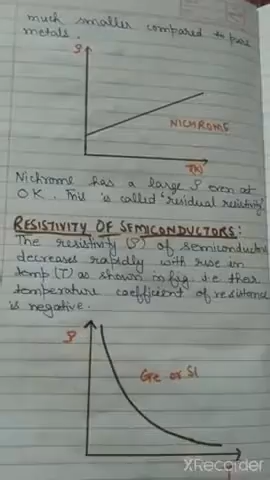 much smaller compared to pure
metals.
ρ
NICHROME
T(K)
Nichrome has a large ρ even at
OK. This is called 'residual resistivity'
RESISTIVITY OF SEMICONDUCTORS:
The resistivity (ρ) of semiconductors
decreases rapidly with rise in
temp (T) as shown in fig. i.e their
temperature coefficient of resistance
is negative.
ρ
Ge or Si
XRecorder